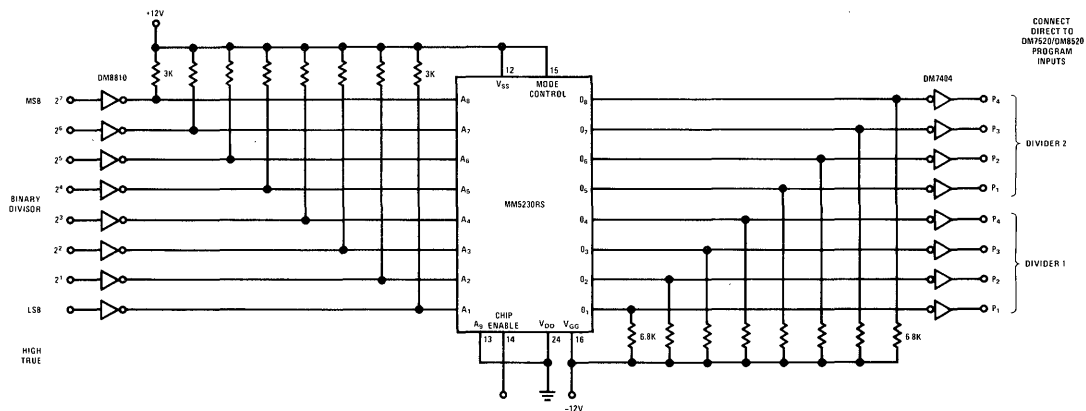 +12V
CONNECT
DIRECT TO
DM7520/DM8520
PROGRAM
INPUTS
DM8810
3K
3K
12
VSS
15
MODE
CONTROL
DM7404
MSB 2⁷
2⁶
2⁵
2⁴
2³
2²
2¹
LSB
BINARY
DIVISOR
HIGH
TRUE
A8
A7
A6
A5
A4
A3
A2
A1
MM5230RS
O8
O7
O6
O5
O4
O3
O2
O1
P4
P3
P2
P1
DIVIDER 2
P4
P3
P2
P1
DIVIDER 1
CHIP
A9 ENABLE VDD VGG
13 14 24 16
6.8K
6.8K
-12V